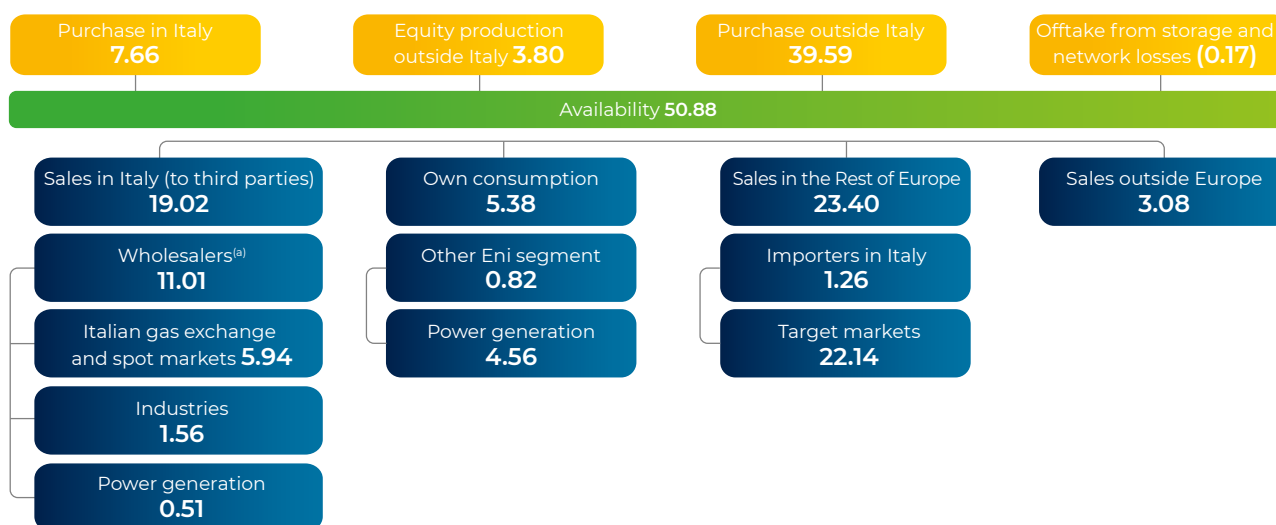 Purchase in Italy
7.66
Equity production
outside Italy 3.80
Purchase outside Italy
39.59
Offtake from storage and
network losses (0.17)
Availability 50.88
Sales in Italy (to third parties)
19.02
Own consumption
5.38
Sales in the Rest of Europe
23.40
Sales outside Europe
3.08
Wholesalers(a)
11.01
Other Eni segment
0.82
Importers in Italy
1.26
Italian gas exchange
and spot markets 5.94
Power generation
4.56
Target markets
22.14
Industries
1.56
Power generation
0.51